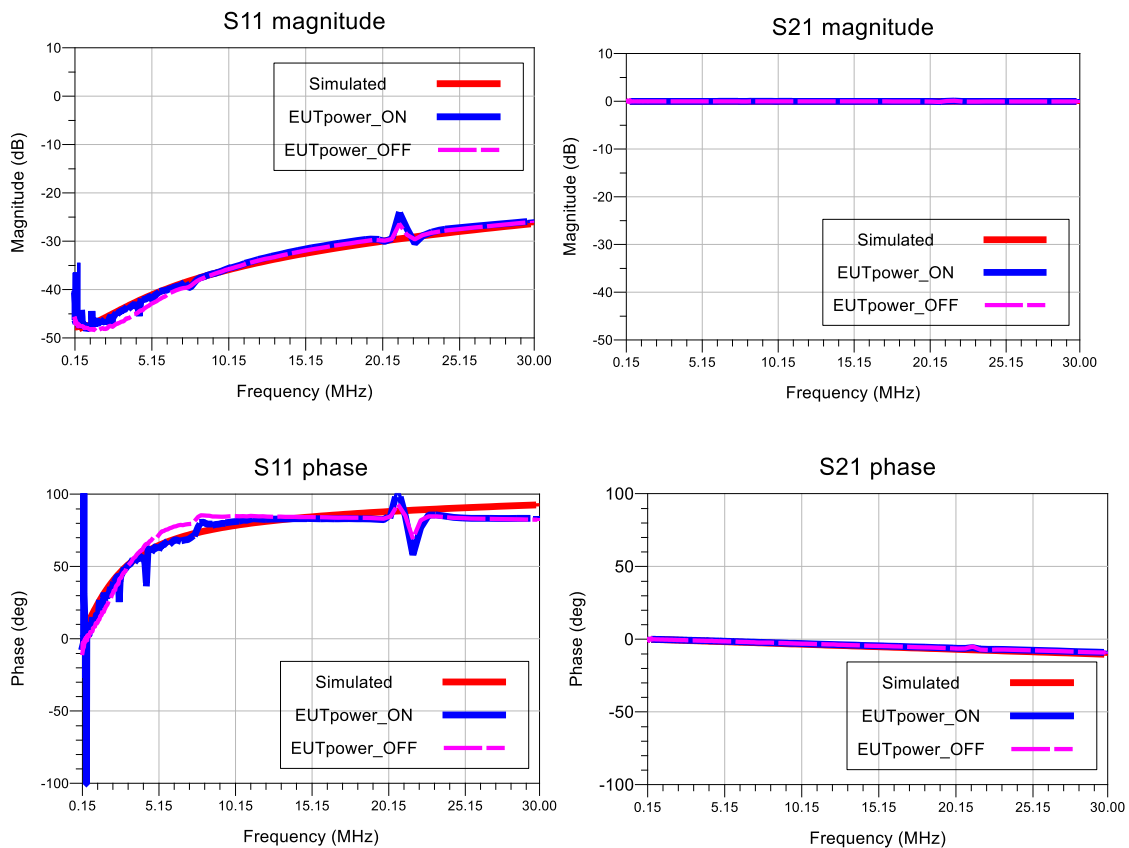 S11 magnitude
10
0
-10
-20
-30
-40
-50
Magnitude (dB)
Simulated
EUTpower_ON
EUTpower_OFF
0.15 5.15 10.15 15.15 20.15 25.15 30.00
Frequency (MHz)
S21 magnitude
10
0
-10
-20
-30
-40
-50
Magnitude (dB)
Simulated
EUTpower_ON
EUTpower_OFF
0.15 5.15 10.15 15.15 20.15 25.15 30.00
Frequency (MHz)
S11 phase
100
50
0
-50
-100
Phase (deg)
Simulated
EUTpower_ON
EUTpower_OFF
0.15 5.15 10.15 15.15 20.15 25.15 30.00
Frequency (MHz)
S21 phase
100
50
0
-50
-100
Phase (deg)
Simulated
EUTpower_ON
EUTpower_OFF
0.15 5.15 10.15 15.15 20.15 25.15 30.00
Frequency (MHz)